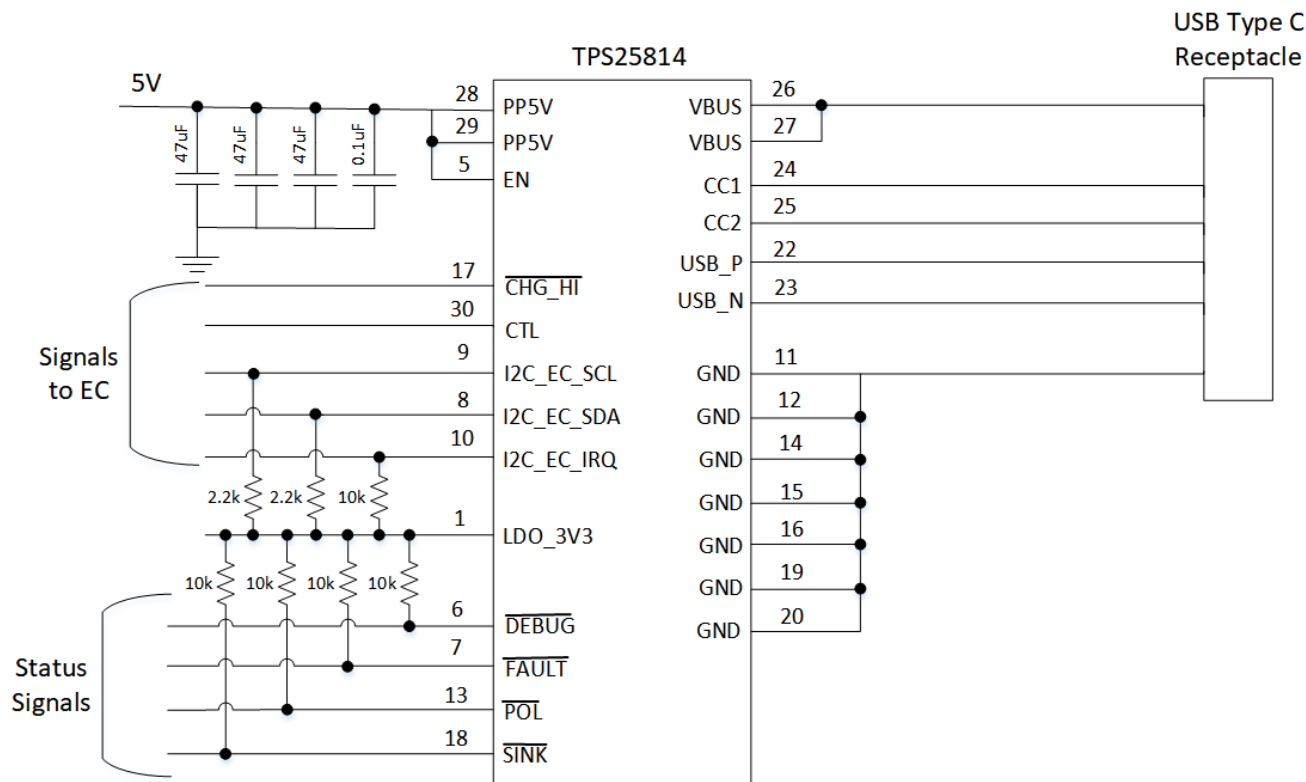 USB Type C
Receptacle
TPS25814
5V
47uF
47uF
47uF
0.1uF
28
PP5V
29
PP5V
5
EN
17
CHG_HI
30
CTL
9
I2C_EC_SCL
8
I2C_EC_SDA
10
I2C_EC_IRQ
Signals
to EC
2.2k
2.2k
10k
1
LDO_3V3
10k
10k
10k
10k
6
DEBUG
7
FAULT
13
POL
18
SINK
Status
Signals
VBUS
26
VBUS
27
CC1
24
CC2
25
USB_P
22
USB_N
23
GND
11
GND
12
GND
14
GND
15
GND
16
GND
19
GND
20